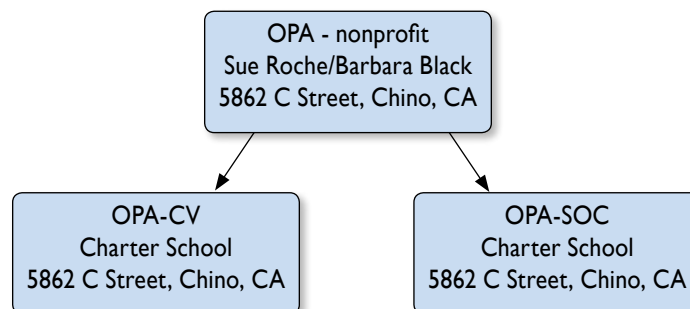 OPA - nonprofit
Sue Roche/Barbara Black
5862 C Street, Chino, CA
OPA-CV
Charter School
5862 C Street, Chino, CA
OPA-SOC
Charter School
5862 C Street, Chino, CA